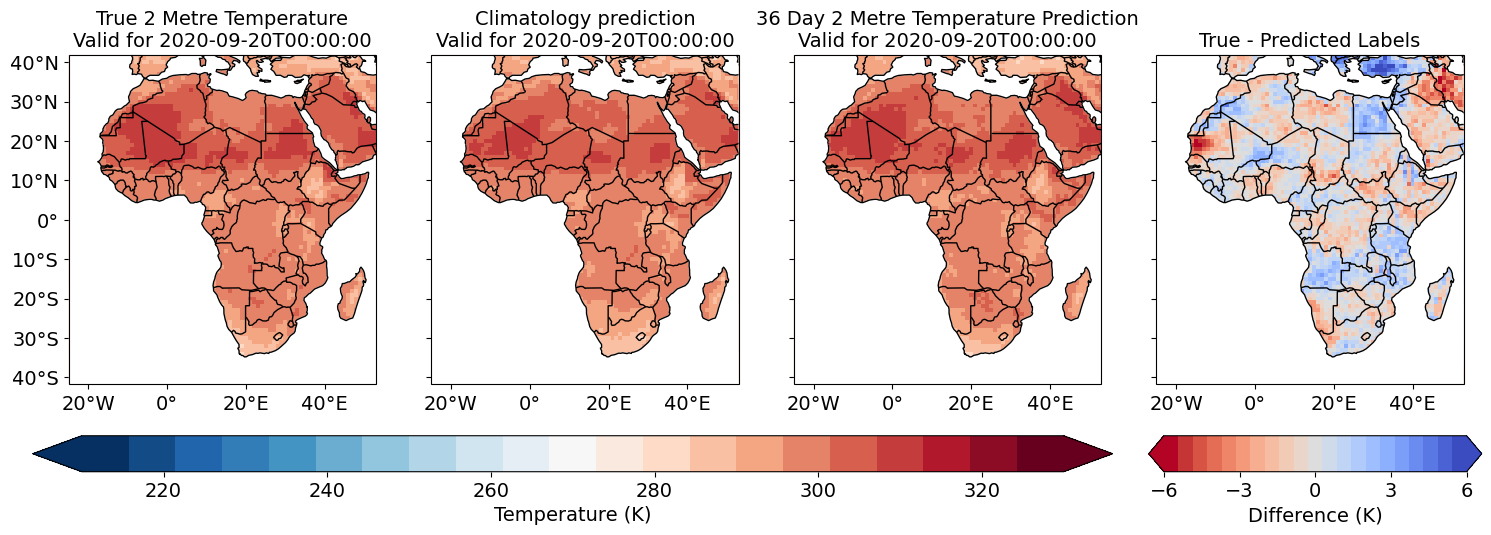 True 2 Metre Temperature
Valid for 2020-09-20T00:00:00
Climatology prediction
Valid for 2020-09-20T00:00:00
36 Day 2 Metre Temperature Prediction
Valid for 2020-09-20T00:00:00
True - Predicted Labels
40°N
30°N
20°N
10°N
0°
10°S
20°S
30°S
40°S
20°W 0° 20°E 40°E
20°W 0° 20°E 40°E
20°W 0° 20°E 40°E
20°W 0° 20°E 40°E
220 240 260 280 300 320
Temperature (K)
−6 −3 0 3 6
Difference (K)